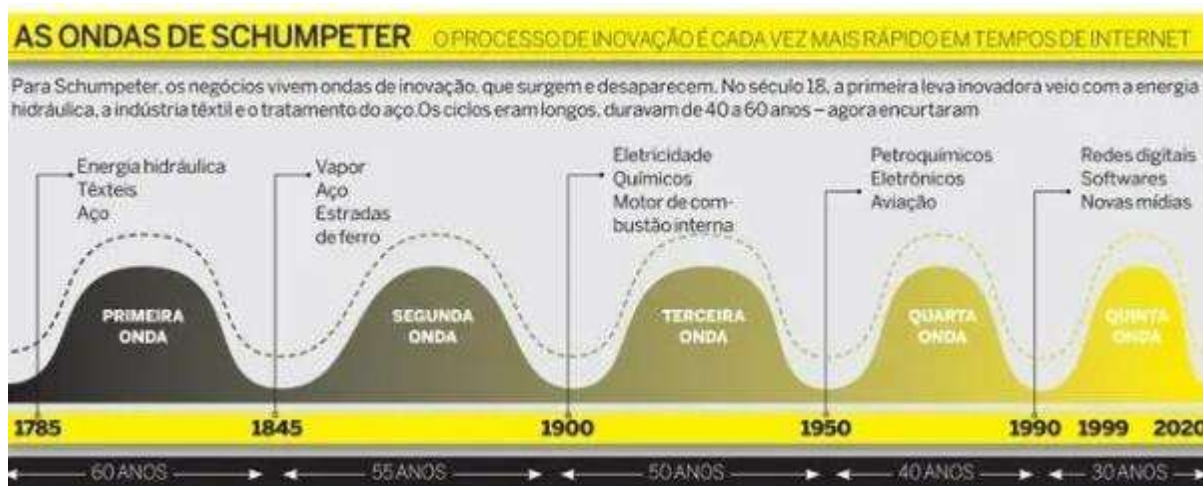 AS ONDAS DE SCHUMPETER O PROCESSO DE INOVAÇÃO É CADA VEZ MAIS RÁPIDO EM TEMPOS DE INTERNET
Para Schumpeter, os negócios vivem ondas de inovação, que surgem e desaparecem. No século 18, a primeira leva inovadora veio com a energia
hidráulica, a indústria têxtil e o tratamento do aço. Os ciclos eram longos, duravam de 40 a 60 anos – agora encurtaram
Energia hidráulica
Têxteis
Aço
Vapor
Aço
Estradas
de ferro
Eletricidade
Químicos
Motor de com-
bustão interna
Petroquímicos
Eletrônicos
Aviação
Redes digitais
Softwares
Novas mídias
PRIMEIRA
ONDA
SEGUNDA
ONDA
TERCEIRA
ONDA
QUARTA
ONDA
QUINTA
ONDA
1785 1845 1900 1950 1990 1999 2020
60 ANOS 55 ANOS 50 ANOS 40 ANOS 30 ANOS